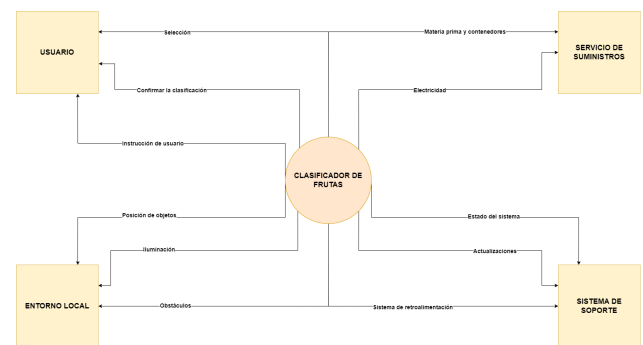 Selección
Materia prima y contenedores
USUARIO
SERVICIO DE
SUMINISTROS
Confirmar la clasificación
Electricidad
Instrucción de usuario
CLASIFICADOR DE
FRUTAS
Posición de objetos
Estado del sistema
Iluminación
Actualizaciones
ENTORNO LOCAL
SISTEMA DE
SOPORTE
Obstáculos
Sistema de retroalimentación